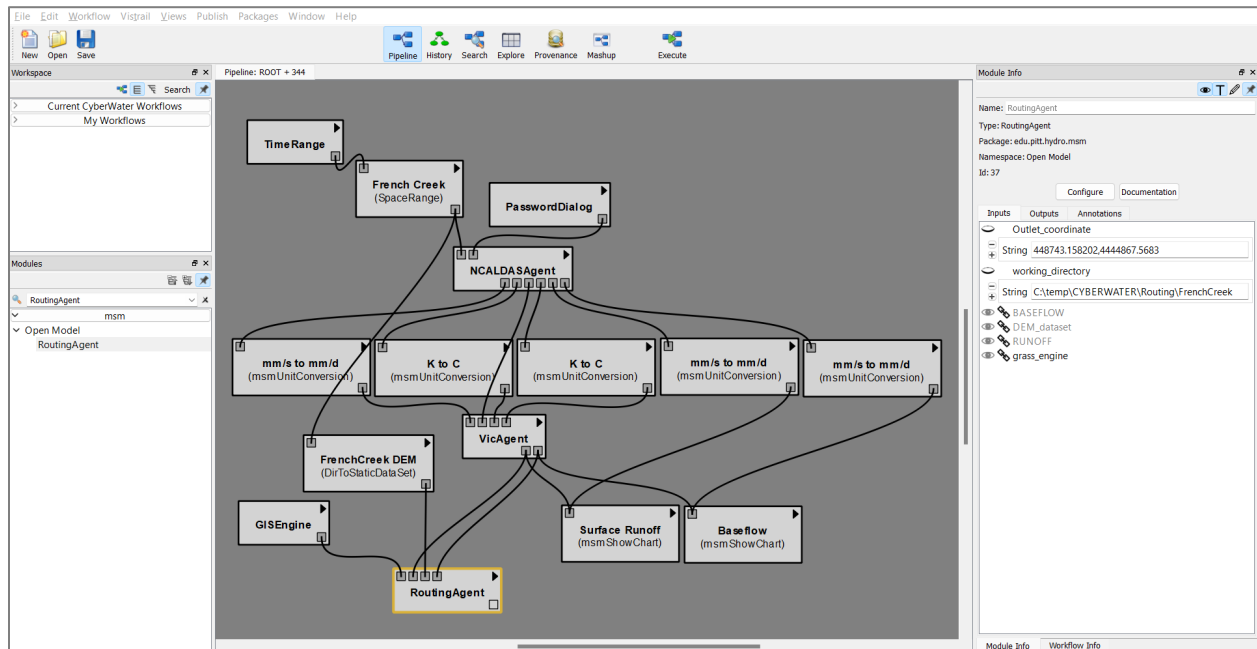 File Edit Workflow Vistrail Views Publish Packages Window Help
New Open Save Pipeline History Search Explore Provenance Mashup Execute
Workspace
Search
Current CyberWater Workflows
My Workflows
Modules
RoutingAgent
msm
Open Model
RoutingAgent
Pipeline: ROOT + 344
TimeRange
French Creek
(SpaceRange)
PasswordDialog
NCALDASAgent
mm/s to mm/d
(msmUnitConversion)
K to C
(msmUnitConversion)
K to C
(msmUnitConversion)
mm/s to mm/d
(msmUnitConversion)
mm/s to mm/d
(msmUnitConversion)
VicAgent
FrenchCreek DEM
(DirToStaticDataSet)
GISEngine
Surface Runoff
(msmShowChart)
Baseflow
(msmShowChart)
RoutingAgent
Module Info
Name: RoutingAgent
Type: RoutingAgent
Package: edu.pitt.hydro.msm
Namespace: Open Model
Id: 37
Configure Documentation
Inputs Outputs Annotations
Outlet_coordinate
String 448743.158202,4444867.5683
working_directory
String C:\temp\CYBERWATER\Routing\FrenchCreek
BASEFLOW
DEM_dataset
RUNOFF
grass_engine
Module Info Workflow Info